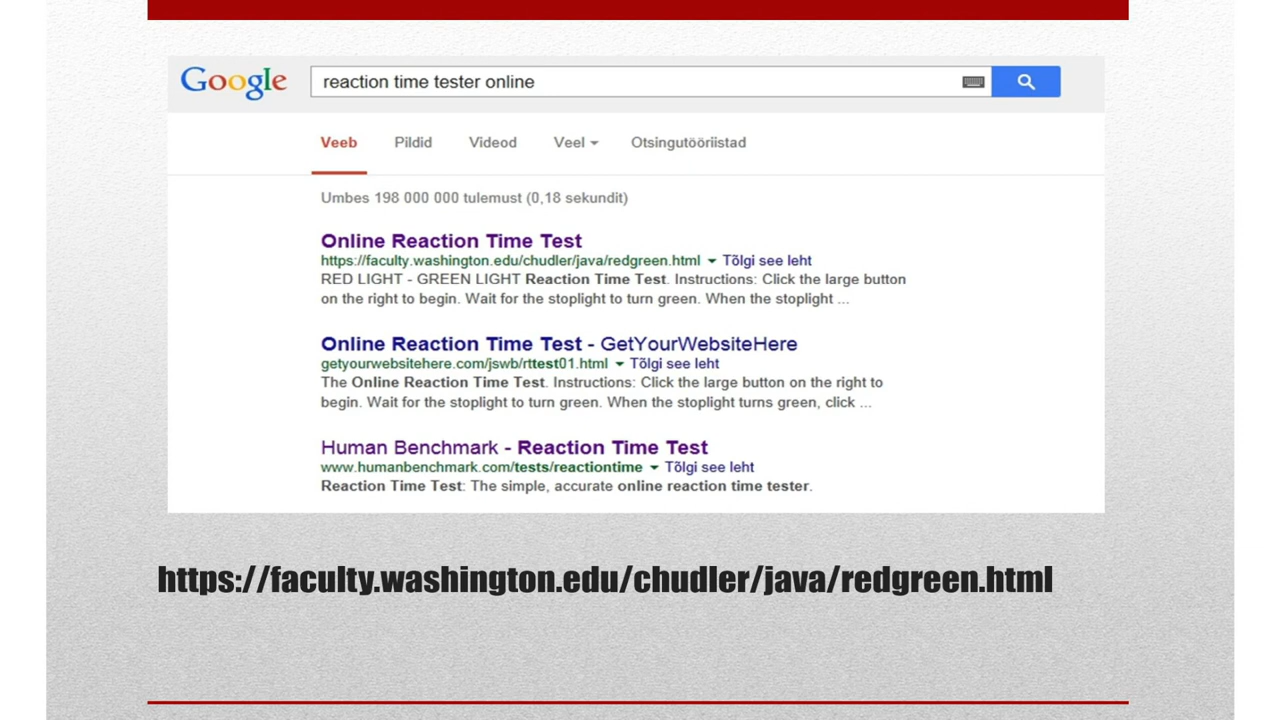 Google reaction time tester online
Veeb Pildid Videod Veel Otsingutööriistad
Umbes 198 000 000 tulemust (0,18 sekundit)
Online Reaction Time Test
https://faculty.washington.edu/chudler/java/redgreen.html Tõlgi see leht
RED LIGHT - GREEN LIGHT Reaction Time Test. Instructions: Click the large button
on the right to begin. Wait for the stoplight to turn green. When the stoplight ...
Online Reaction Time Test - GetYourWebsiteHere
getyourwebsitehere.com/jswb/rttest01.html Tõlgi see leht
The Online Reaction Time Test. Instructions: Click the large button on the right to
begin. Wait for the stoplight to turn green. When the stoplight turns green, click ...
Human Benchmark - Reaction Time Test
www.humanbenchmark.com/tests/reactiontime Tõlgi see leht
Reaction Time Test: The simple, accurate online reaction time tester.
https://faculty.washington.edu/chudler/java/redgreen.html